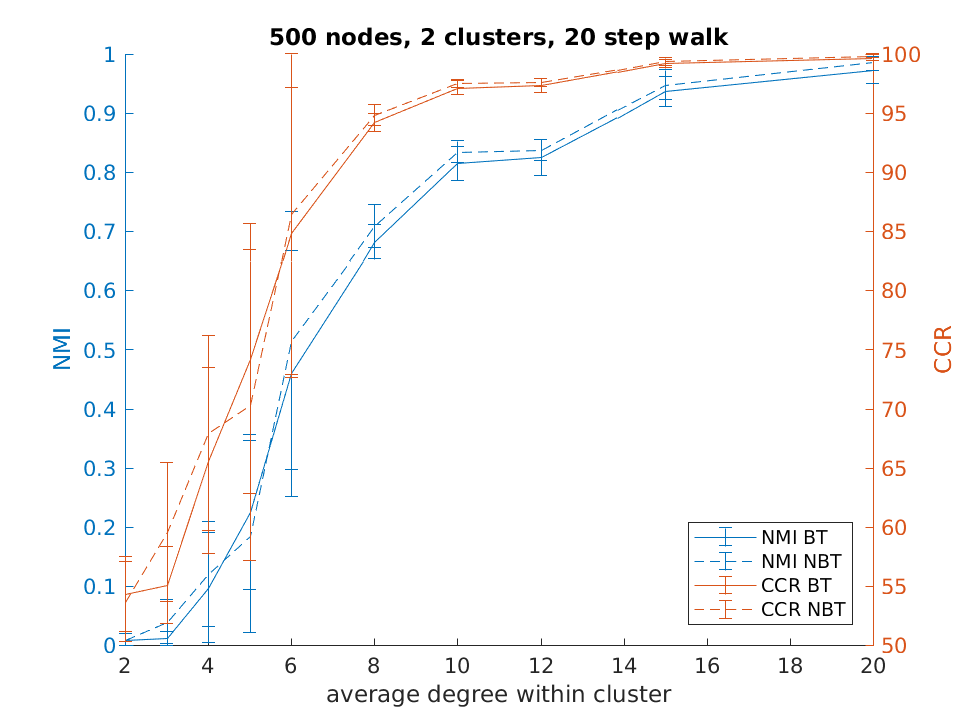 500 nodes, 2 clusters, 20 step walk
1
0.9
0.8
0.7
0.6
0.5
0.4
0.3
0.2
0.1
0
NMI
100
95
90
85
80
75
70
65
60
55
50
CCR
NMI BT
NMI NBT
CCR BT
CCR NBT
2 4 6 8 10 12 14 16 18 20
average degree within cluster